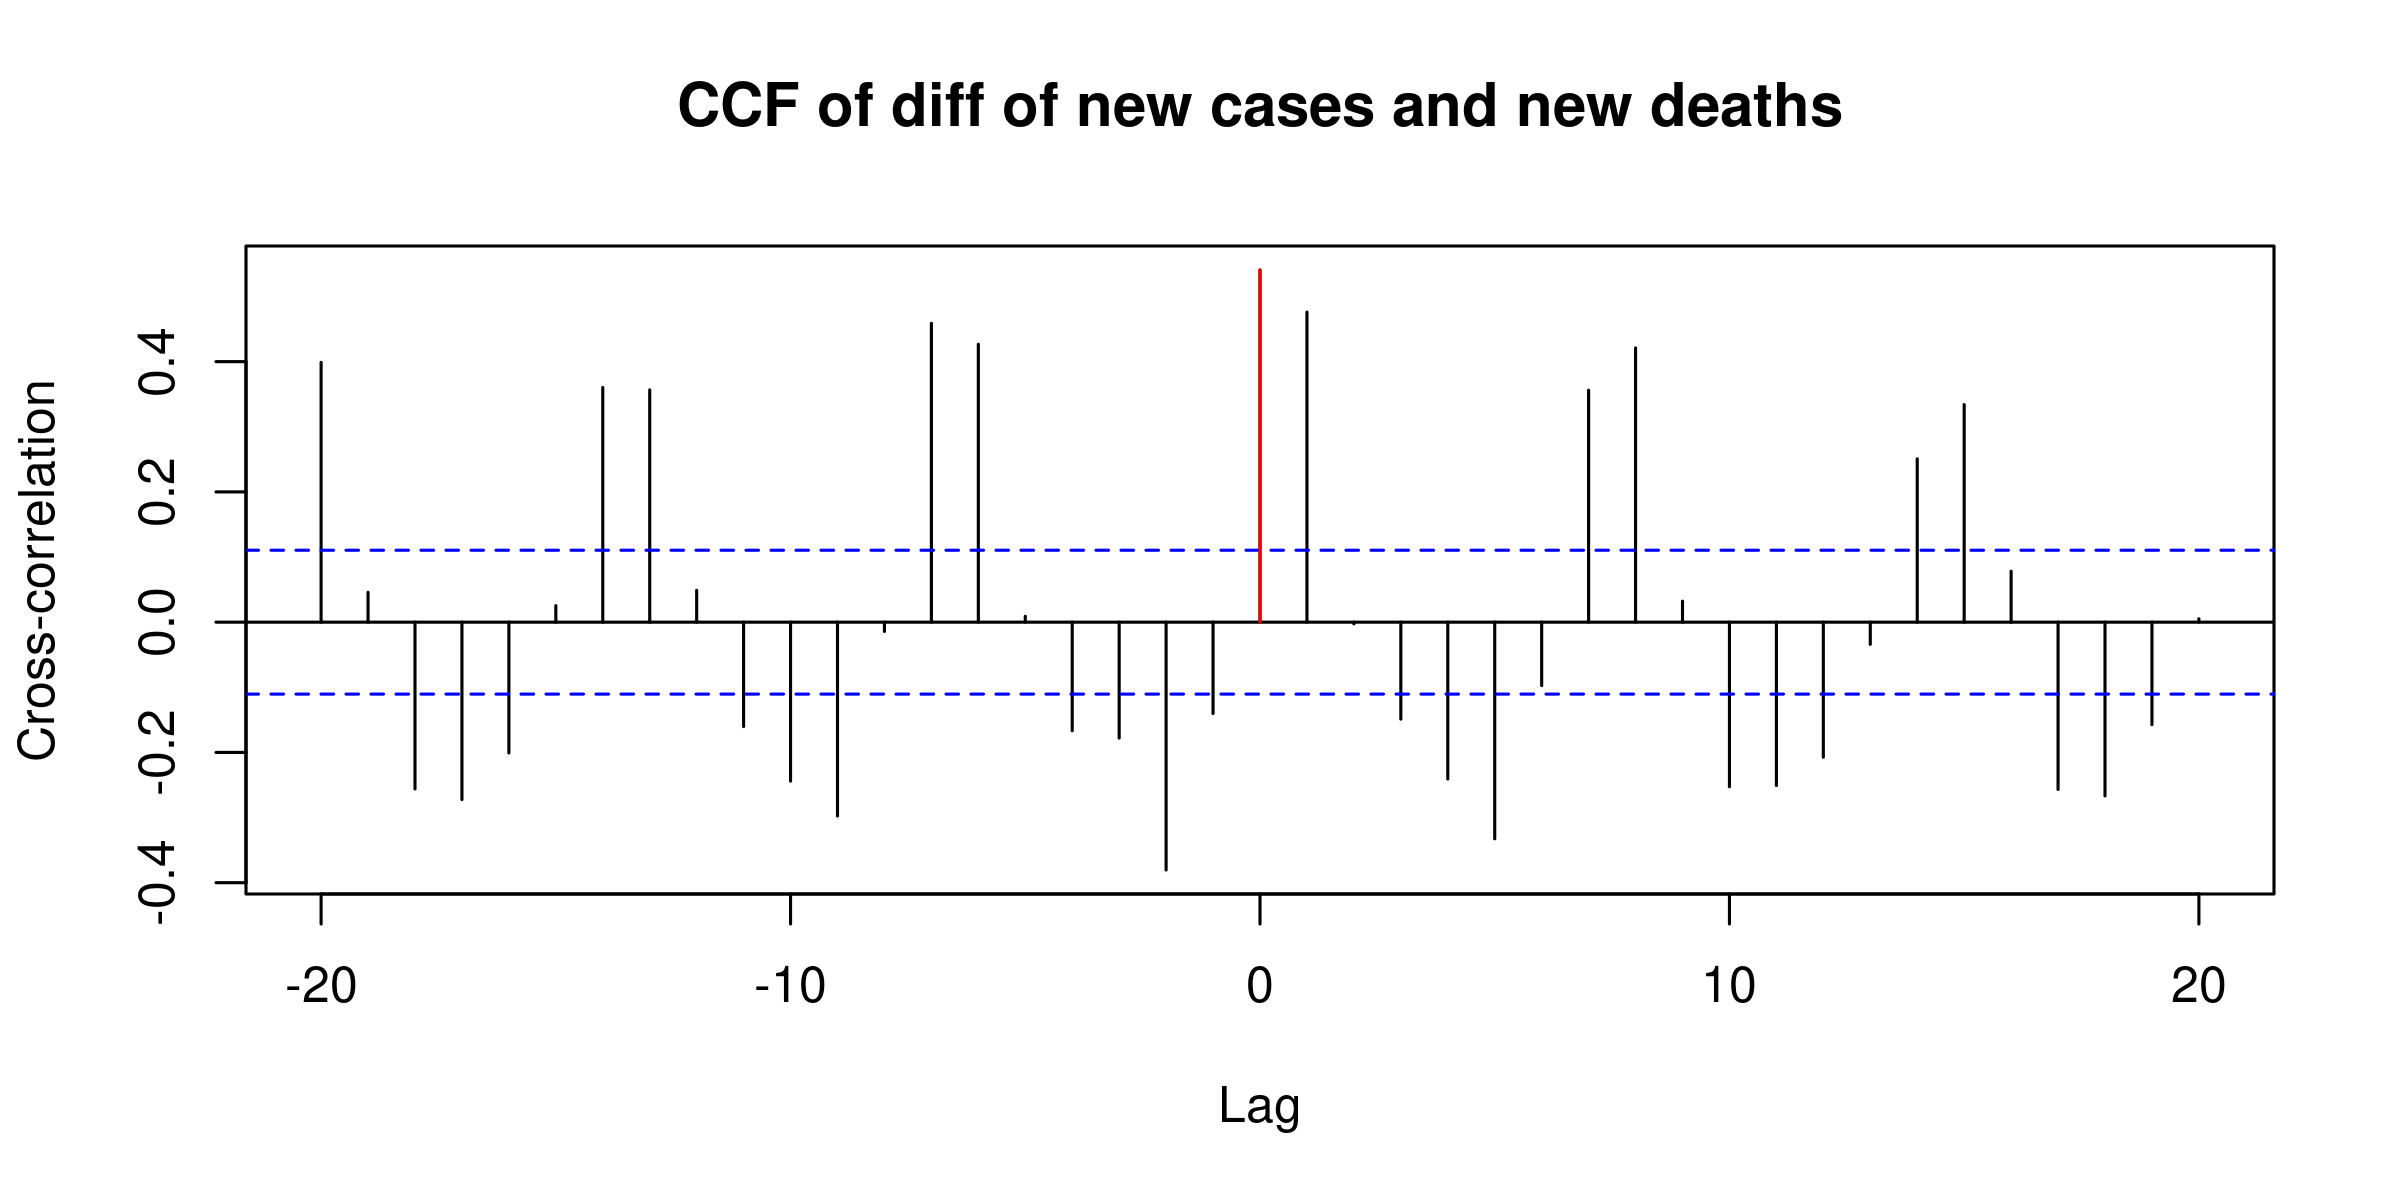 CCF of diff of new cases and new deaths
Cross-correlation
0.4
0.2
0.0
-0.2
-0.4
-20 -10 0 10 20
Lag